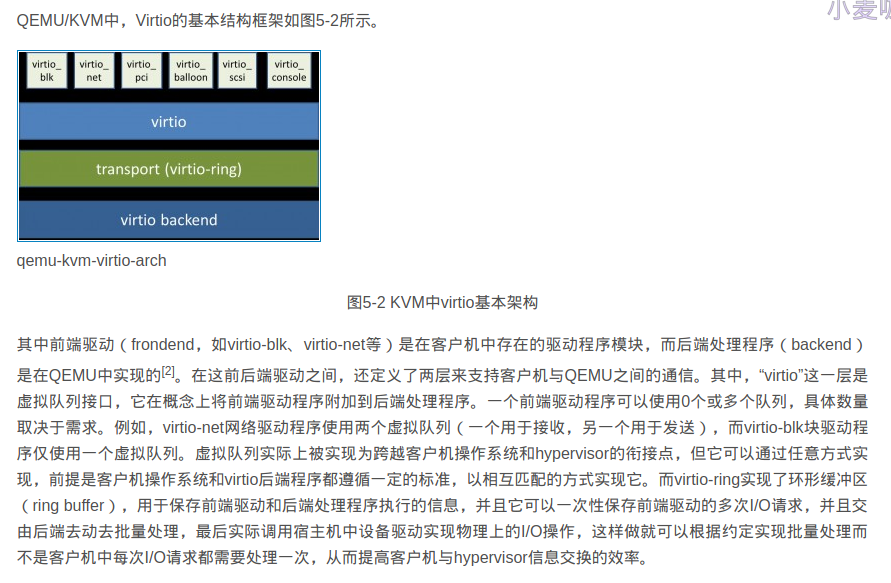 小麦
QEMU/KVM中，Virtio的基本结构框架如图5-2所示。
virtio_ virtio_ virtio_ virtio_ virtio_ virtio_
blk net pci balloon scsi console
virtio
transport (virtio-ring)
virtio backend
qemu-kvm-virtio-arch
图5-2 KVM中virtio基本架构
其中前端驱动（frondend，如virtio-blk、virtio-net等）是在客户机中存在的驱动程序模块，而后端处理程序（backend）
是在QEMU中实现的[2]。在这前后端驱动之间，还定义了两层来支持客户机与QEMU之间的通信。其中，“virtio”这一层是
虚拟队列接口，它在概念上将前端驱动程序附加到后端处理程序。一个前端驱动程序可以使用0个或多个队列，具体数量
取决于需求。例如，virtio-net网络驱动程序使用两个虚拟队列（一个用于接收，另一个用于发送），而virtio-blk块驱动程
序仅使用一个虚拟队列。虚拟队列实际上被实现为跨越客户机操作系统和hypervisor的衔接点，但它可以通过任意方式实
现，前提是客户机操作系统和virtio后端程序都遵循一定的标准，以相互匹配的方式实现它。而virtio-ring实现了环形缓冲区
（ring buffer），用于保存前端驱动和后端处理程序执行的信息，并且它可以一次性保存前端驱动的多次I/O请求，并且交
由后端去动去批量处理，最后实际调用宿主机中设备驱动实现物理上的I/O操作，这样做就可以根据约定实现批量处理而
不是客户机中每次I/O请求都需要处理一次，从而提高客户机与hypervisor信息交换的效率。